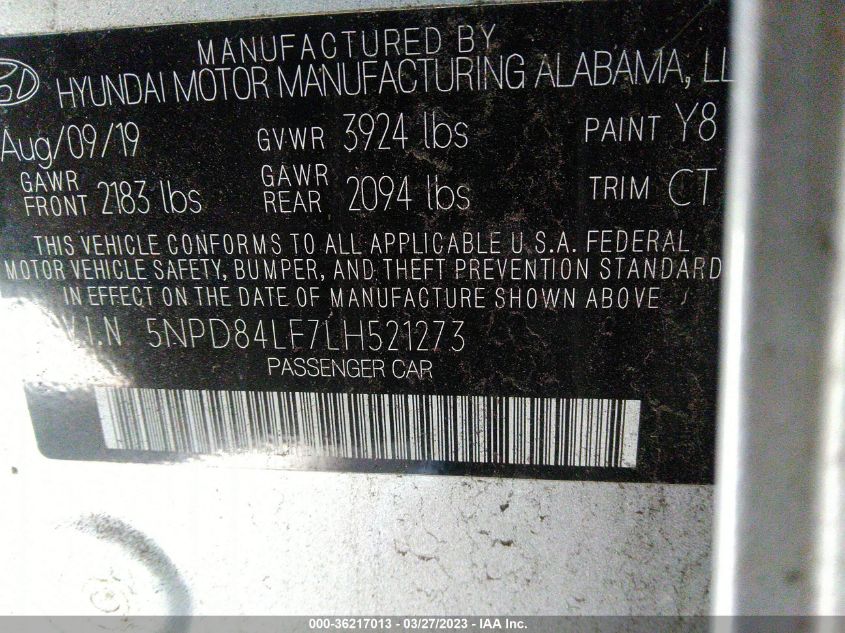 MANUFACTURED BY
HYUNDAI MOTOR MANUFACTURING ALABAMA, LL
Aug/09/19 GVWR 3924 lbs PAINT Y8
GAWR FRONT 2183 lbs GAWR REAR 2094 lbs TRIM CT
THIS VEHICLE CONFORMS TO ALL APPLICABLE U.S.A. FEDERAL
MOTOR VEHICLE SAFETY, BUMPER, AND THEFT PREVENTION STANDARD
IN EFFECT ON THE DATE OF MANUFACTURE SHOWN ABOVE
V.I.N 5NPD84LF7LH521273
PASSENGER CAR
000-36217013 - 03/27/2023 - IAA Inc.